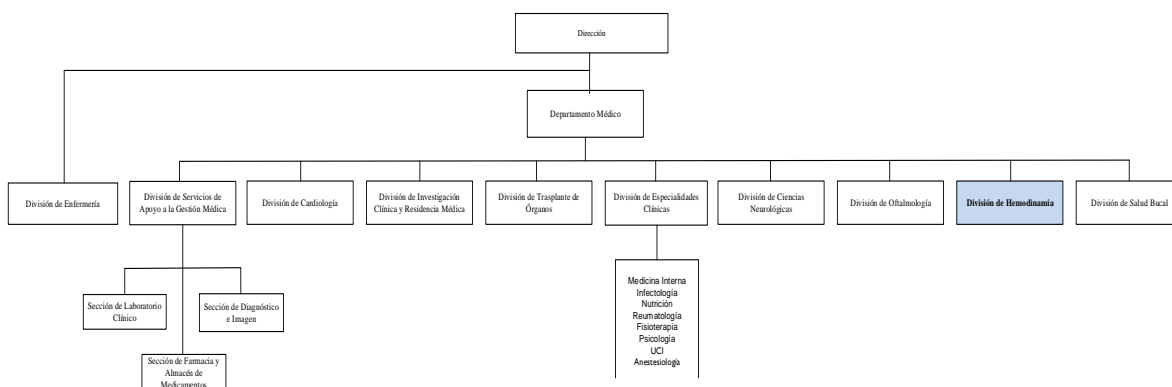 Dirección
Departamento Médico
División de Enfermería
División de Servicios de
Apoyo a la Gestión Médica
División de Cardiología
División de Investigación
Clínica y Residencia Médica
División de Trasplante de
Órganos
División de Especialidades
Clínicas
División de Ciencias
Neurológicas
División de Oftalmología
División de Hemodinamia
División de Salud Bucal
Sección de Laboratorio
Clínico
Sección de Diagnóstico
e Imagen
Sección de Farmacia y
Almacén de
Medicamentos
Medicina Interna
Infectología
Nutrición
Reumatología
Fisioterapia
Psicología
UCI
Anestesiología